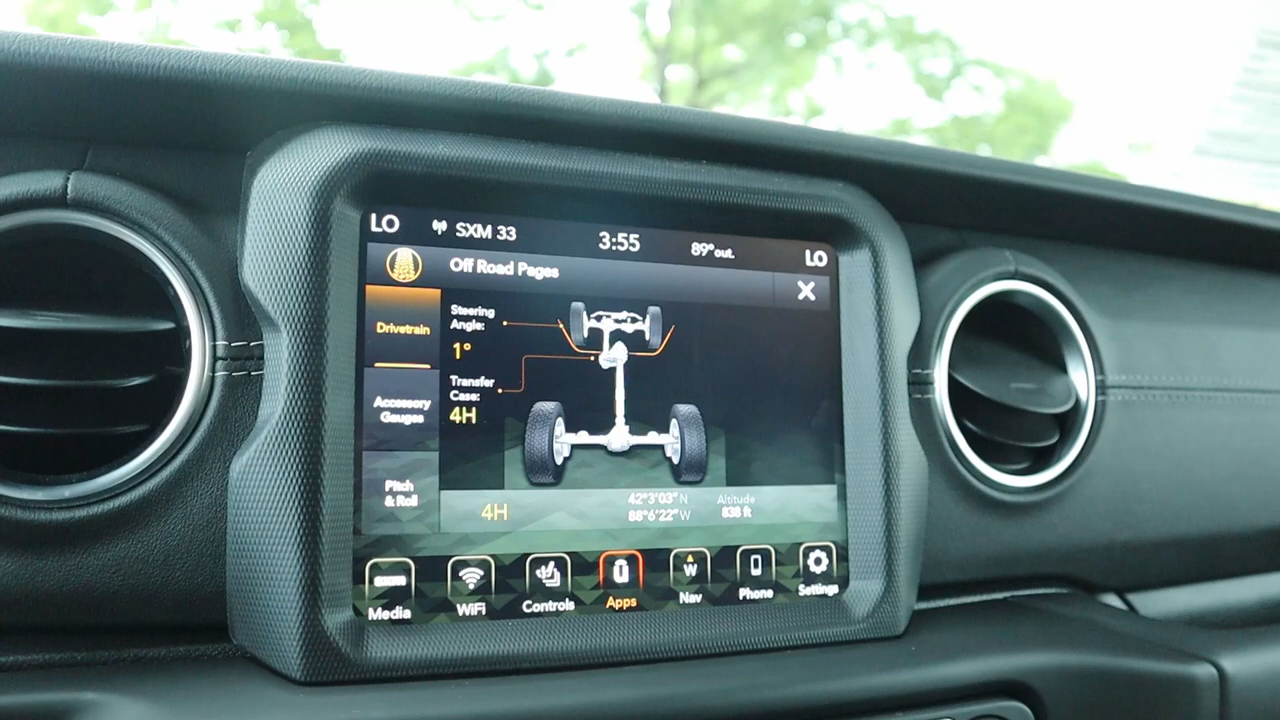 LO SXM 33 3:55 89° out. LO
Off Road Pages
Drivetrain
Accessory
Gauges
Pitch
& Roll
Steering
Angle:
1°
Transfer
Case:
4H
4H
42°3'03" N
88°6'22" W
Altitude
838 ft
Media
WiFi
Controls
Apps
W
Nav
Phone
Settings